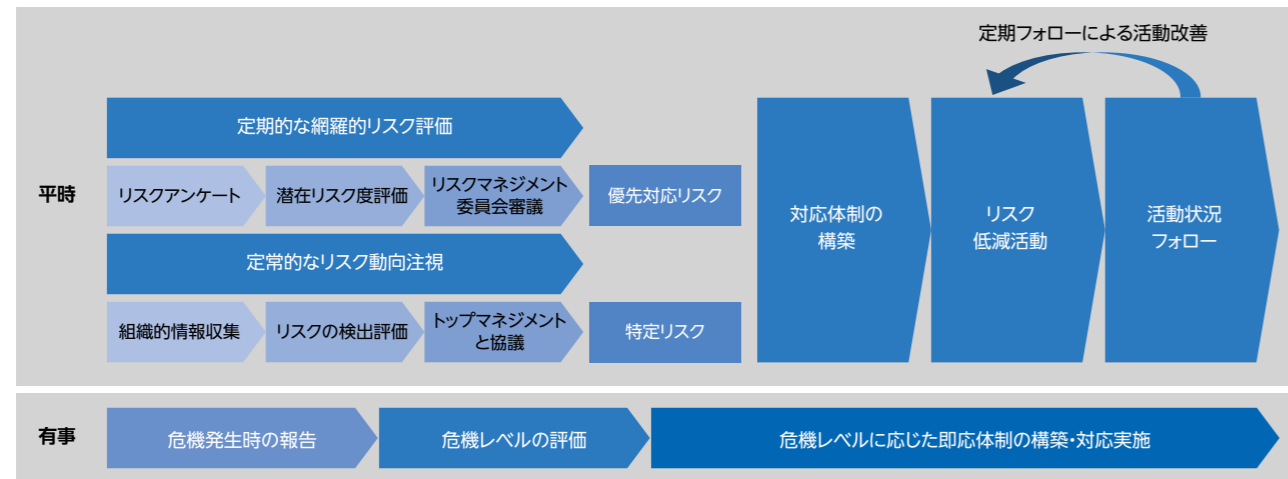 定期フォローによる活動改善
平時
定期的な網羅的リスク評価
リスクアンケート
潜在リスク度評価
リスクマネジメント
委員会審議
優先対応リスク
定常的なリスク動向注視
組織的情報収集
リスクの検出評価
トップマネジメント
と協議
特定リスク
対応体制の
構築
リスク
低減活動
活動状況
フォロー
有事
危機発生時の報告
危機レベルの評価
危機レベルに応じた即応体制の構築・対応実施